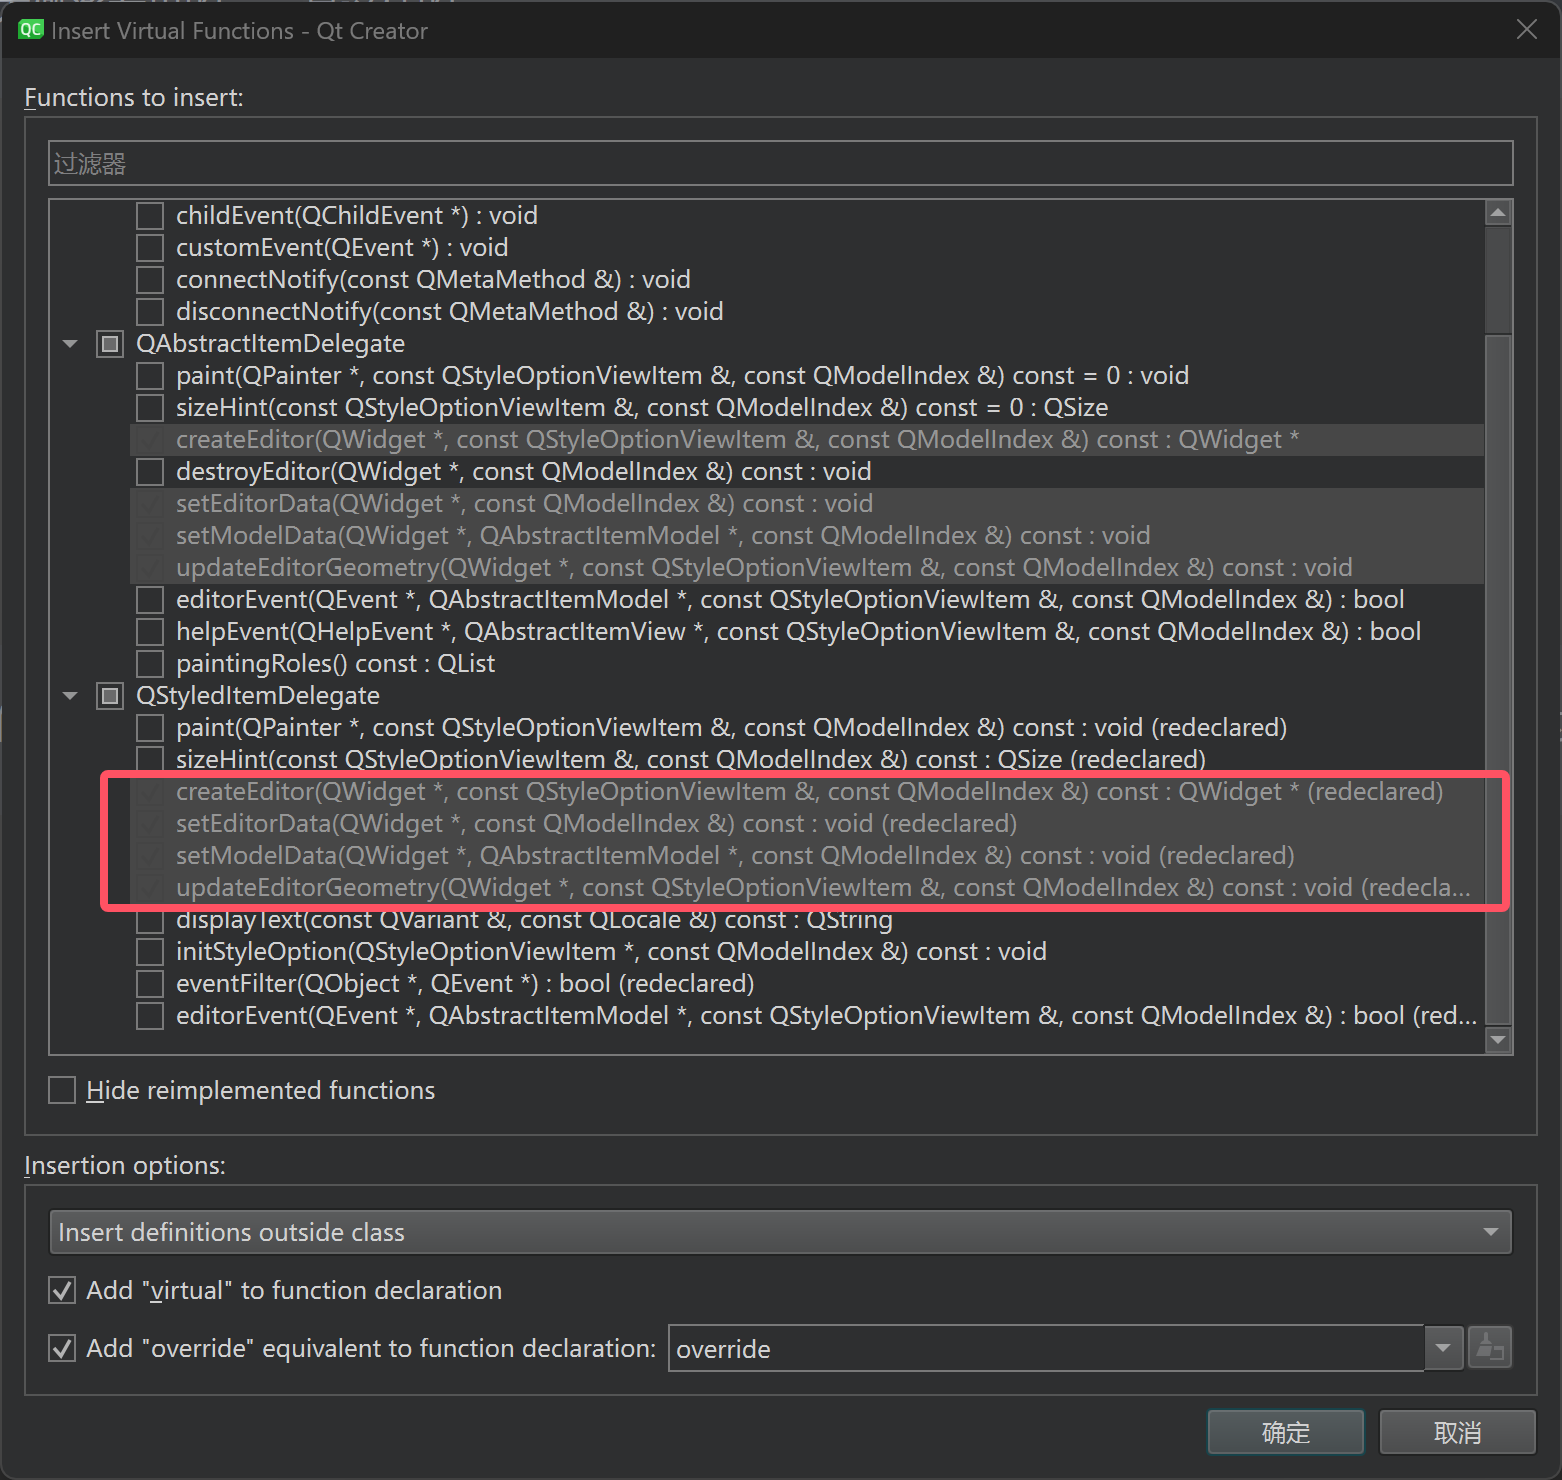 QC Insert Virtual Functions - Qt Creator
Functions to insert:
过滤器
childEvent(QChildEvent *) : void
customEvent(QEvent *) : void
connectNotify(const QMetaMethod &) : void
disconnectNotify(const QMetaMethod &) : void
QAbstractItemDelegate
paint(QPainter *, const QStyleOptionViewItem &, const QModelIndex &) const = 0 : void
sizeHint(const QStyleOptionViewItem &, const QModelIndex &) const = 0 : QSize
createEditor(QWidget *, const QStyleOptionViewItem &, const QModelIndex &) const : QWidget *
destroyEditor(QWidget *, const QModelIndex &) const : void
setEditorData(QWidget *, const QModelIndex &) const : void
setModelData(QWidget *, QAbstractItemModel *, const QModelIndex &) const : void
updateEditorGeometry(QWidget *, const QStyleOptionViewItem &, const QModelIndex &) const : void
editorEvent(QEvent *, QAbstractItemModel *, const QStyleOptionViewItem &, const QModelIndex &) : bool
helpEvent(QHelpEvent *, QAbstractItemView *, const QStyleOptionViewItem &, const QModelIndex &) : bool
paintingRoles() const : QList
QStyledItemDelegate
paint(QPainter *, const QStyleOptionViewItem &, const QModelIndex &) const : void (redeclared)
sizeHint(const QStyleOptionViewItem &, const QModelIndex &) const : QSize (redeclared)
createEditor(QWidget *, const QStyleOptionViewItem &, const QModelIndex &) const : QWidget * (redeclared)
setEditorData(QWidget *, const QModelIndex &) const : void (redeclared)
setModelData(QWidget *, QAbstractItemModel *, const QModelIndex &) const : void (redeclared)
updateEditorGeometry(QWidget *, const QStyleOptionViewItem &, const QModelIndex &) const : void (redecla...
displayText(const QVariant &, const QLocale &) const : QString
initStyleOption(QStyleOptionViewItem *, const QModelIndex &) const : void
eventFilter(QObject *, QEvent *) : bool (redeclared)
editorEvent(QEvent *, QAbstractItemModel *, const QStyleOptionViewItem &, const QModelIndex &) : bool (red...
Hide reimplemented functions
Insertion options:
Insert definitions outside class
Add "virtual" to function declaration
Add "override" equivalent to function declaration: override
确定 取消